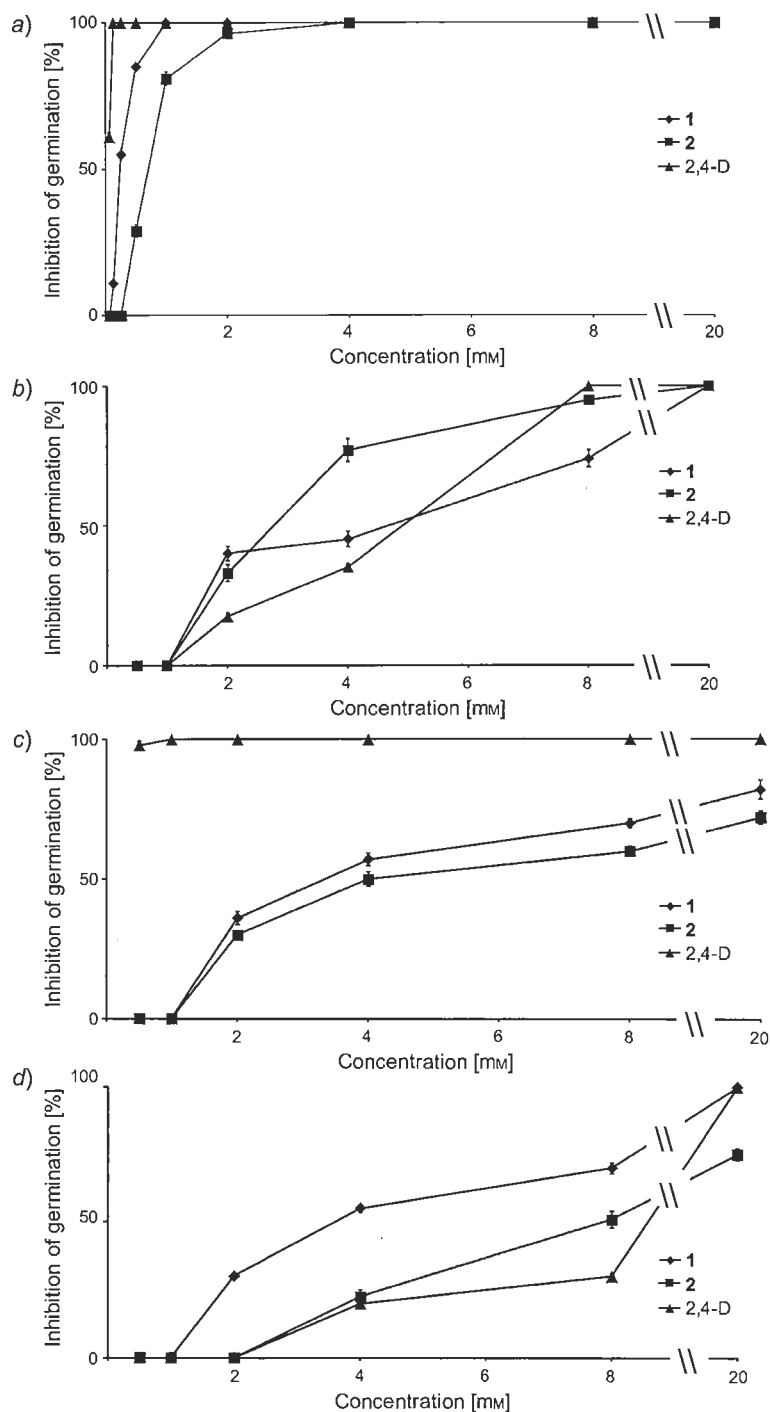 a)
Inhibition of germination [%]
100
50
0
1
2
2,4-D
2
4
8
20
Concentration [mM]
b)
Inhibition of germination [%]
100
50
0
1
2
2,4-D
2
4
6
8
20
Concentration [mM]
c)
Inhibition of germination [%]
100
50
0
1
2
2,4-D
2
4
8
20
Concentration [mM]
d)
Inhibition of germination [%]
100
50
0
1
2
2,4-D
2
4
6
8
20
Concentration [mM]